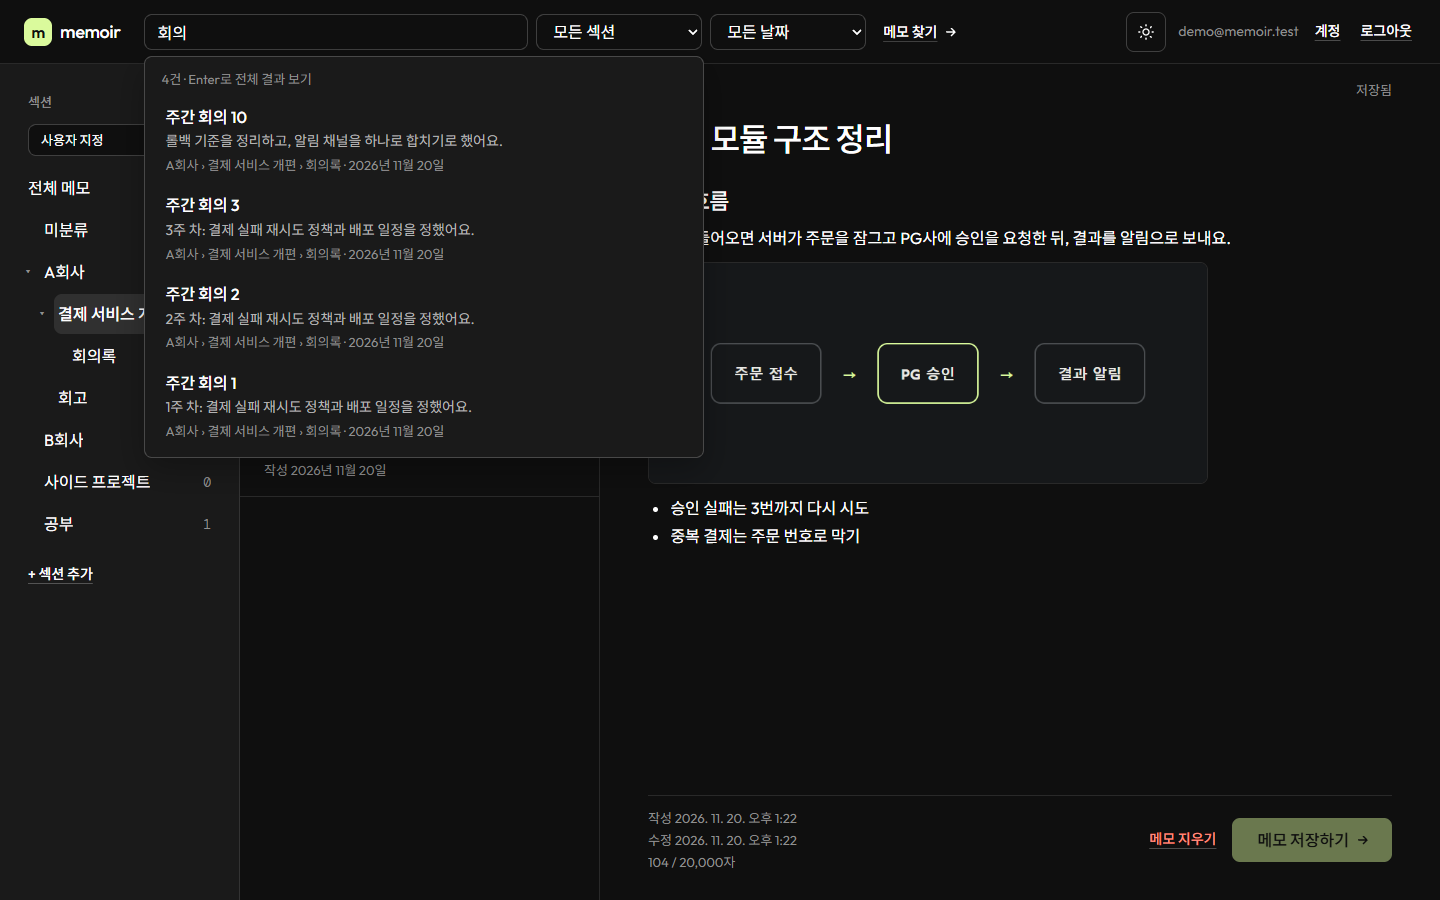 m memoir
회의
모든 섹션
모든 날짜
메모 찾기 →
demo@memoir.test
계정
로그아웃
4건 · Enter로 전체 결과 보기
주간 회의 10
롤백 기준을 정리하고, 알림 채널을 하나로 합치기로 했어요.
A회사 › 결제 서비스 개편 › 회의록 · 2026년 11월 20일
주간 회의 3
3주 차: 결제 실패 재시도 정책과 배포 일정을 정했어요.
A회사 › 결제 서비스 개편 › 회의록 · 2026년 11월 20일
주간 회의 2
2주 차: 결제 실패 재시도 정책과 배포 일정을 정했어요.
A회사 › 결제 서비스 개편 › 회의록 · 2026년 11월 20일
주간 회의 1
1주 차: 결제 실패 재시도 정책과 배포 일정을 정했어요.
A회사 › 결제 서비스 개편 › 회의록 · 2026년 11월 20일
섹션
사용자 지정
전체 메모
미분류
A회사
결제 서비스
회의록
회고
B회사
사이드 프로젝트 0
공부 1
+ 섹션 추가
작성 2026년 11월 20일
저장됨
모듈 구조 정리
서버가 주문을 잠그고 PG사에 승인을 요청한 뒤, 결과를 알림으로 보내요.
주문 접수 → PG 승인 → 결과 알림
• 승인 실패는 3번까지 다시 시도
• 중복 결제는 주문 번호로 막기
작성 2026. 11. 20. 오후 1:22
수정 2026. 11. 20. 오후 1:22
104 / 20,000자
메모 지우기
메모 저장하기 →